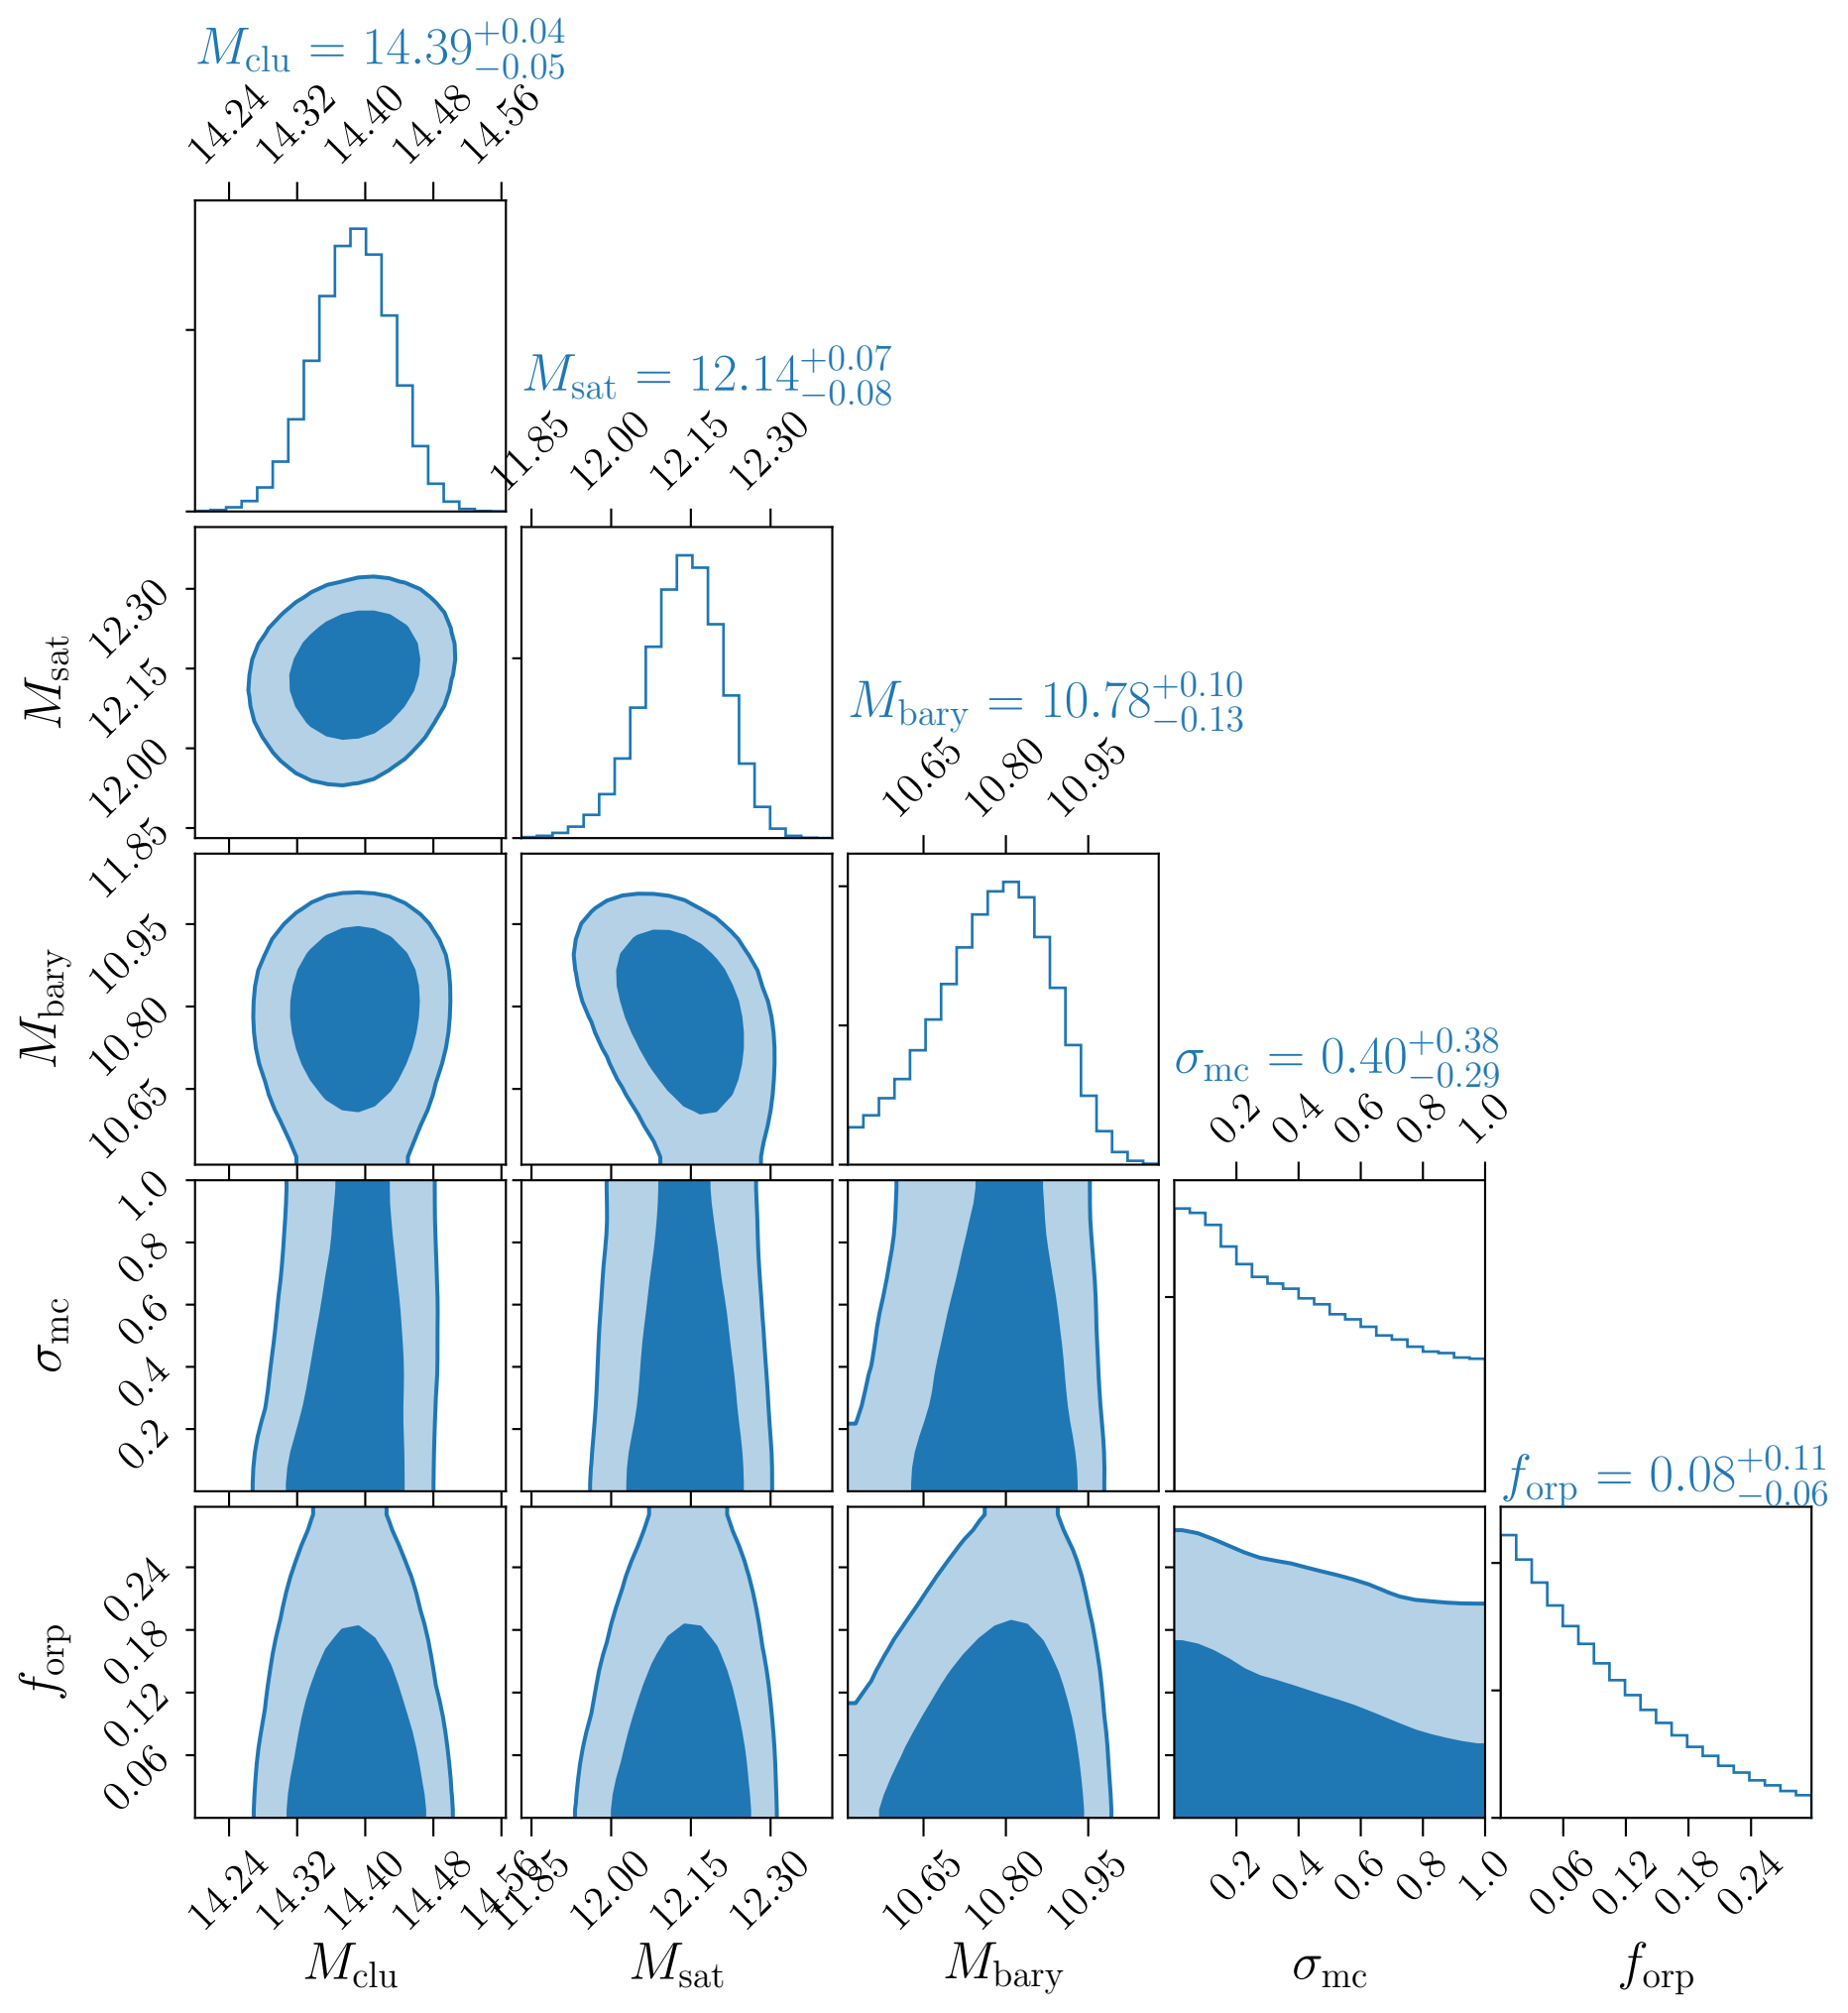 M_clu = 14.39^{+0.04}_{-0.05}
14.24 14.32 14.40 14.48 14.56
M_sat = 12.14^{+0.07}_{-0.08}
11.85 12.00 12.15 12.30
M_sat
12.30
12.15
12.00
11.85
M_bary = 10.78^{+0.10}_{-0.13}
10.65 10.80 10.95
M_bary
10.95
10.80
10.65
σ_mc = 0.40^{+0.38}_{-0.29}
0.2 0.4 0.6 0.8 1.0
σ_mc
1.0
0.8
0.6
0.4
0.2
f_orp = 0.08^{+0.11}_{-0.06}
f_orp
0.24
0.18
0.12
0.06
14.24 14.32 14.40 14.48 14.56 11.85 12.00 12.15 12.30 10.65 10.80 10.95 0.2 0.4 0.6 0.8 1.0 0.06 0.12 0.18 0.24
M_clu M_sat M_bary σ_mc f_orp